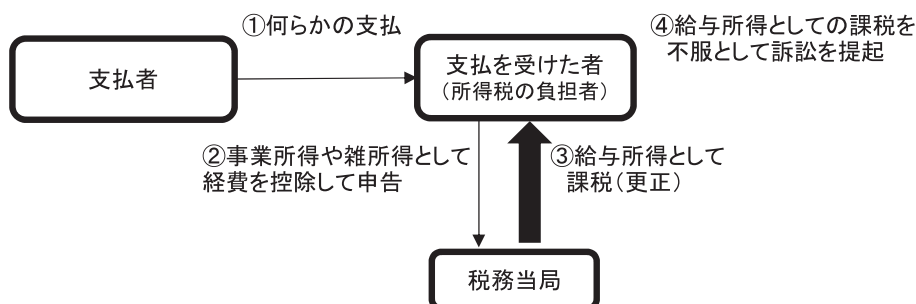 ①何らかの支払
④給与所得としての課税を
不服として訴訟を提起
支払者
支払を受けた者
（所得税の負担者）
②事業所得や雑所得として
経費を控除して申告
③給与所得として
課税（更正）
税務当局